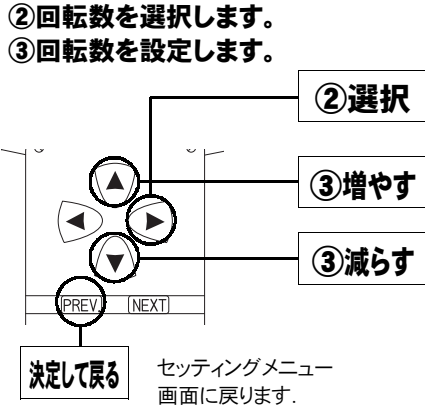 ②回転数を選択します。
③回転数を設定します。
②選択
③増やす
③減らす
PREV.
NEXT
決定して戻る
セッティングメニュー
画面に戻ります.